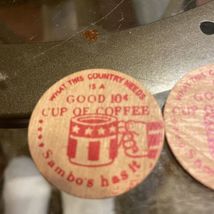 WHAT THIS COUNTRY NEEDS
IS A
GOOD 10¢
CUP OF COFFEE
Sambo's has it